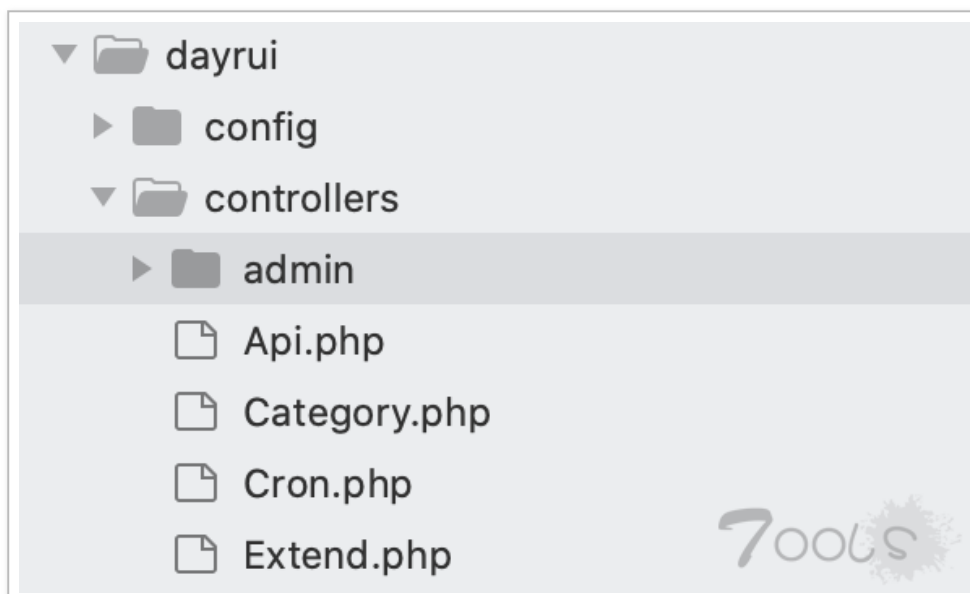 dayrui
config
controllers
admin
Api.php
Category.php
Cron.php
Extend.php
7ooLS